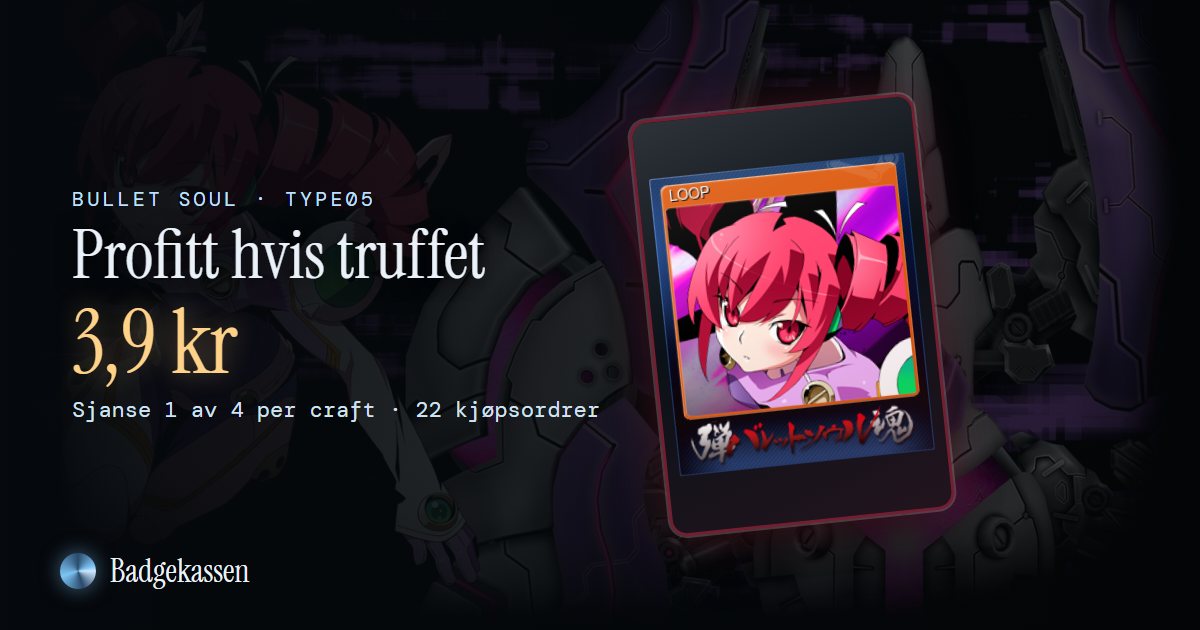 BULLET SOUL · TYPE05
Profitt hvis truffet
3,9 kr
Sjanse 1 av 4 per craft · 22 kjøpsordrer
Badgekassen
LOOP
弾・バレットソウル魂